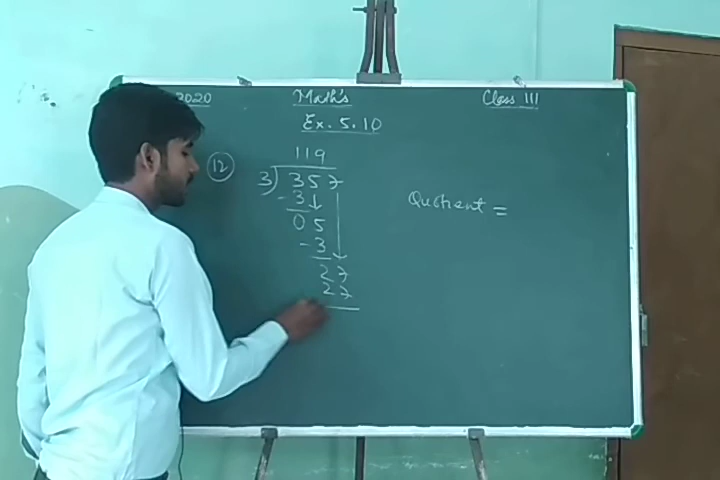 2020 Math's Class III
Ex. 5.10
12
119
3) 357
- 3 ↓
05
- 3
27
27
Quotient =